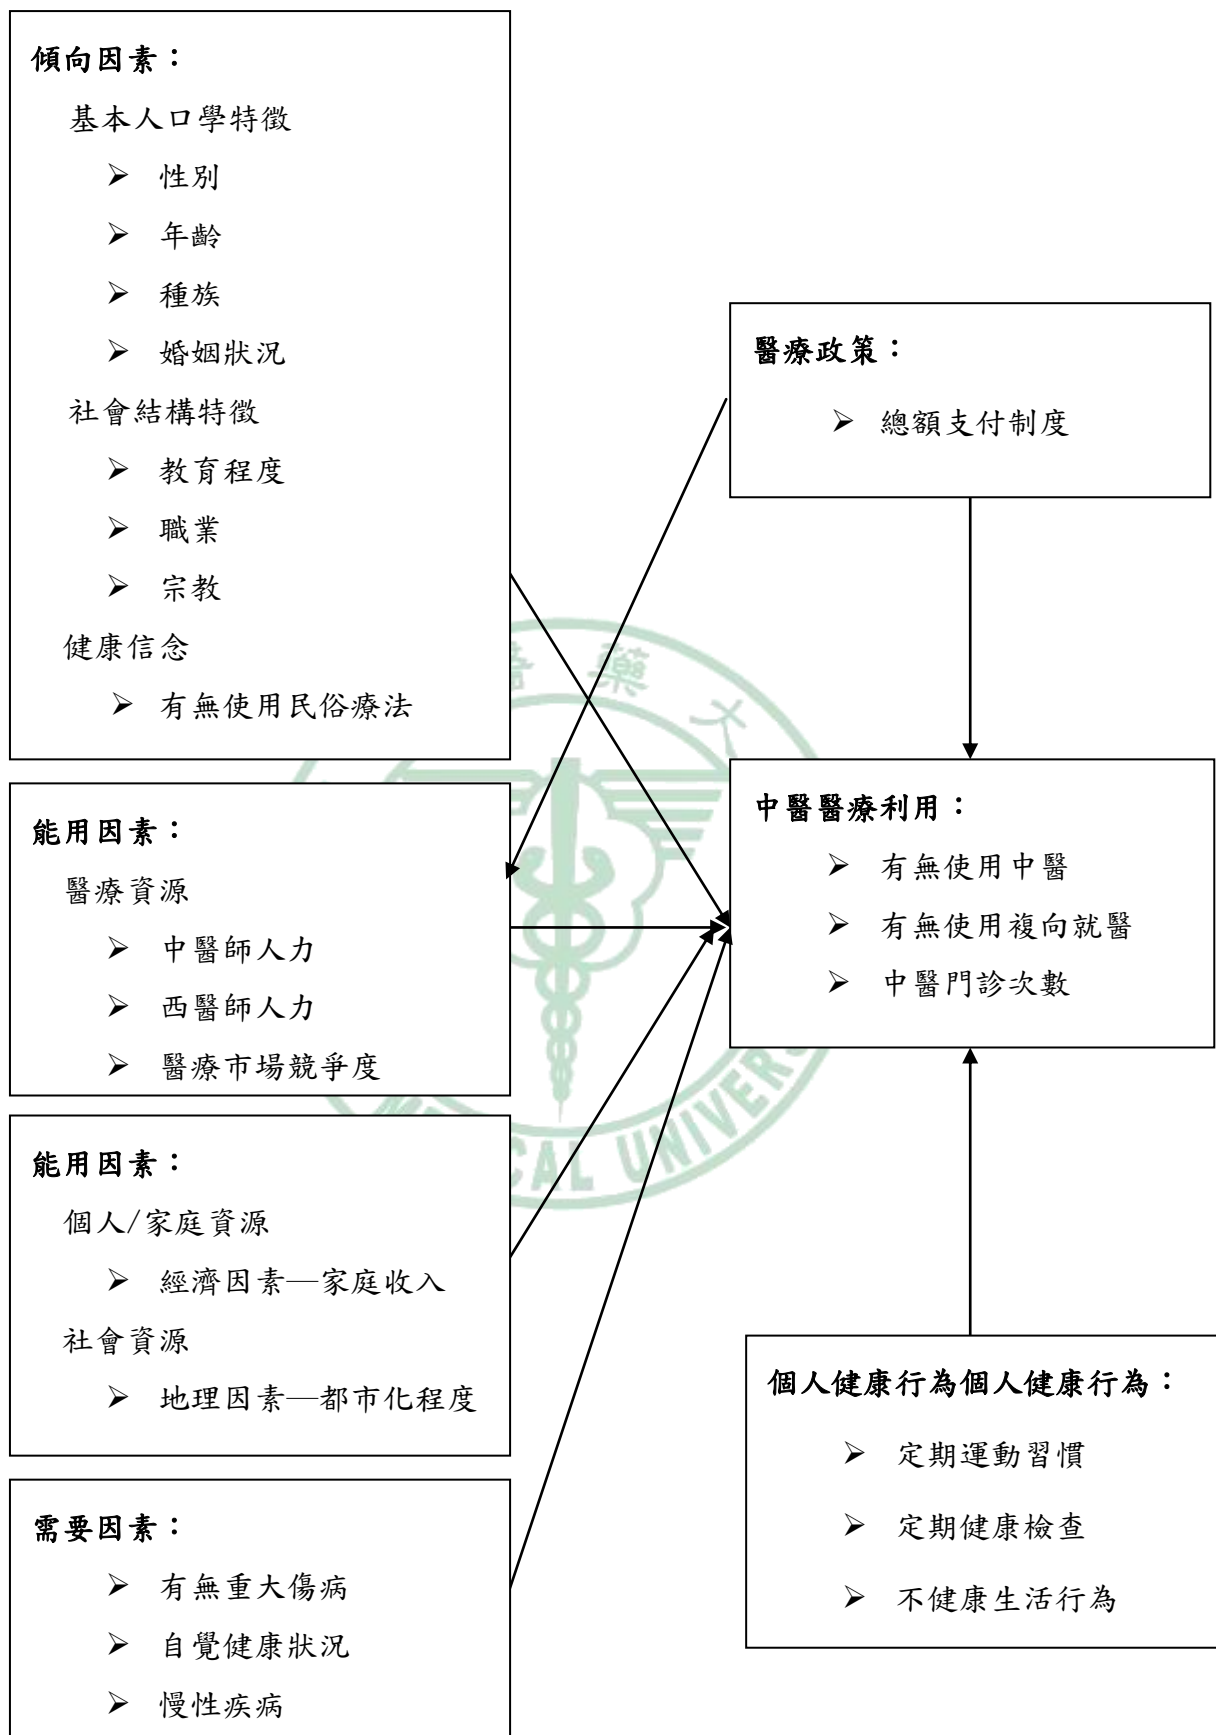 傾向因素：
基本人口學特徵
➢ 性別
➢ 年齡
➢ 種族
➢ 婚姻狀況
社會結構特徵
➢ 教育程度
➢ 職業
➢ 宗教
健康信念
➢ 有無使用民俗療法
能用因素：
醫療資源
➢ 中醫師人力
➢ 西醫師人力
➢ 醫療市場競爭度
能用因素：
個人/家庭資源
➢ 經濟因素—家庭收入
社會資源
➢ 地理因素—都市化程度
需要因素：
➢ 有無重大傷病
➢ 自覺健康狀況
➢ 慢性疾病
醫療政策：
➢ 總額支付制度
中醫醫療利用：
➢ 有無使用中醫
➢ 有無使用複向就醫
➢ 中醫門診次數
個人健康行為個人健康行為：
➢ 定期運動習慣
➢ 定期健康檢查
➢ 不健康生活行為
藥大
CAL UNIVERS